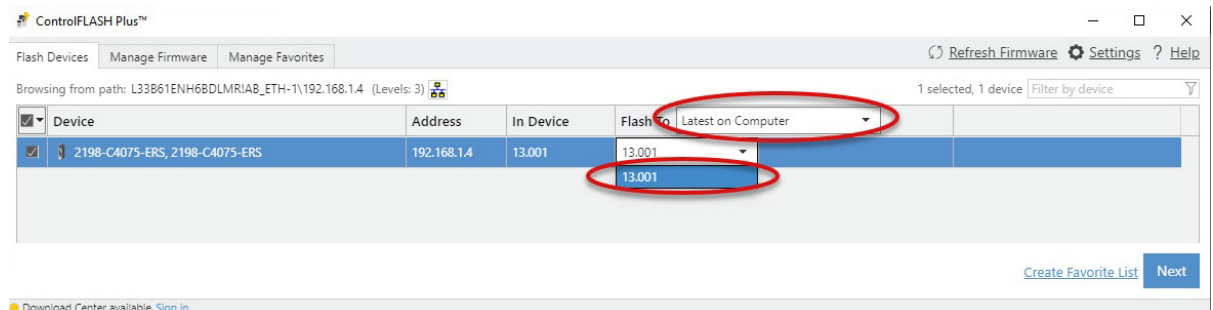 ControlFLASH Plus™
Flash Devices Manage Firmware Manage Favorites Refresh Firmware Settings ? Help
Browsing from path: L33B61ENH6BDLMR!AB_ETH-1\192.168.1.4 (Levels: 3) 1 selected, 1 device Filter by device
Device Address In Device Flash To Latest on Computer
2198-C4075-ERS, 2198-C4075-ERS 192.168.1.4 13.001 13.001
13.001
Create Favorite List Next
Download Center available Sign in